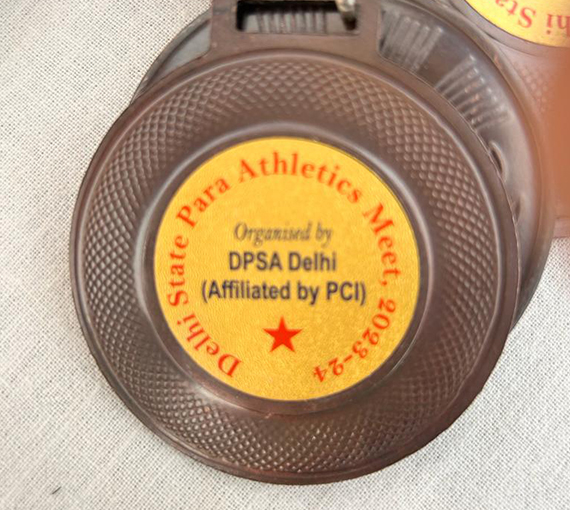 Delhi State Para Athletics Meet, 2023-24
Organised by
DPSA Delhi
(Affiliated by PCI)